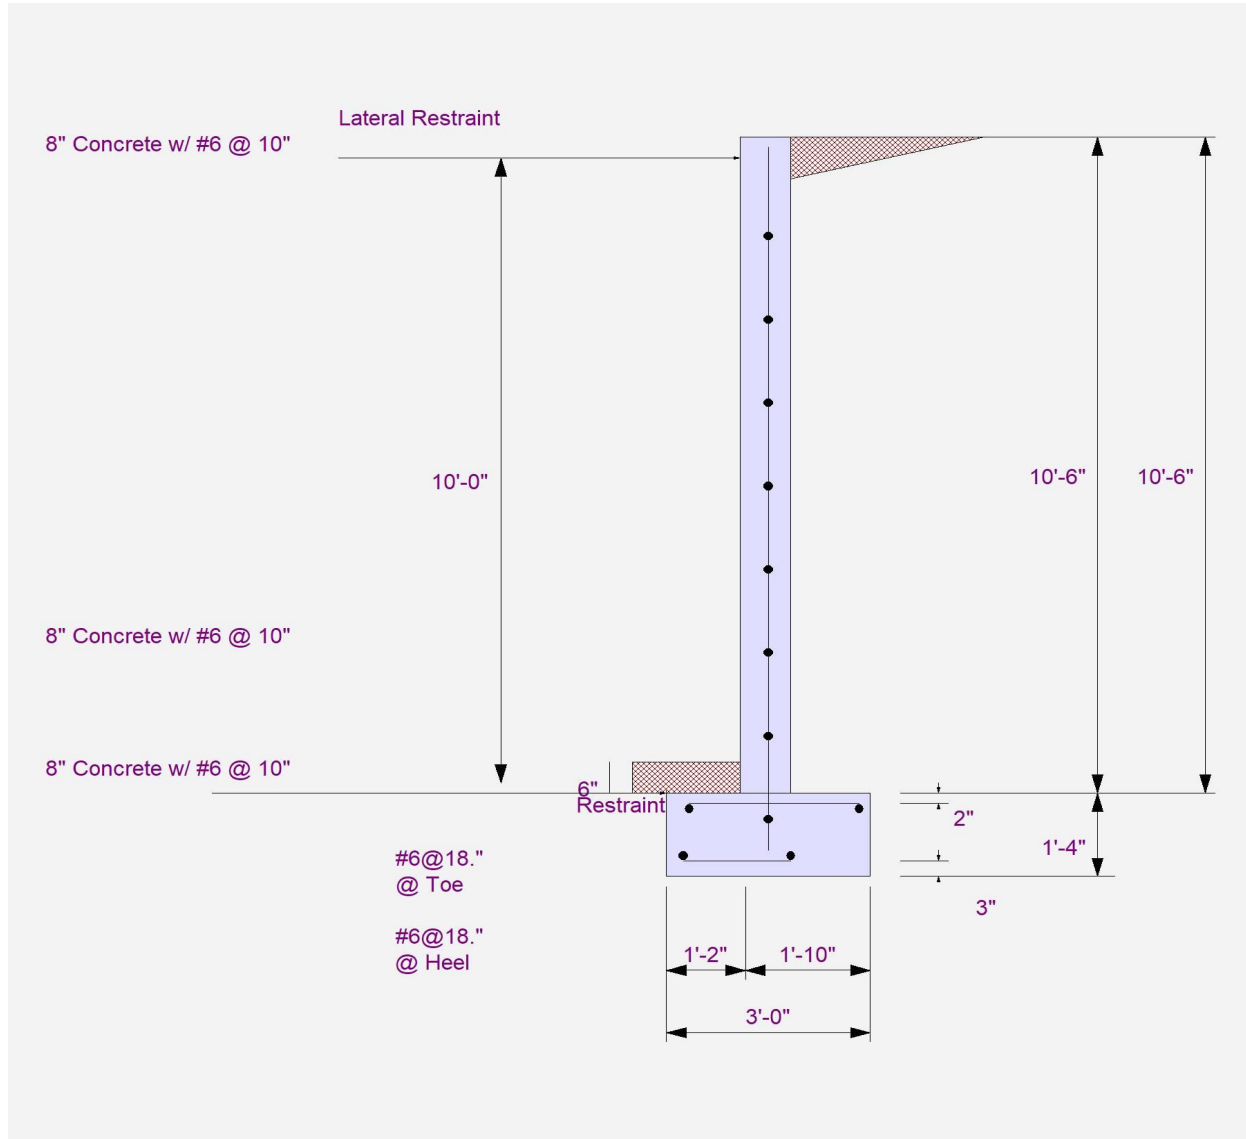 Lateral Restraint
8" Concrete w/ #6 @ 10"
10'-0"
10'-6"
10'-6"
8" Concrete w/ #6 @ 10"
8" Concrete w/ #6 @ 10"
6"
Restraint
2"
1'-4"
#6@18."
@ Toe
3"
#6@18."
@ Heel
1'-2"
1'-10"
3'-0"